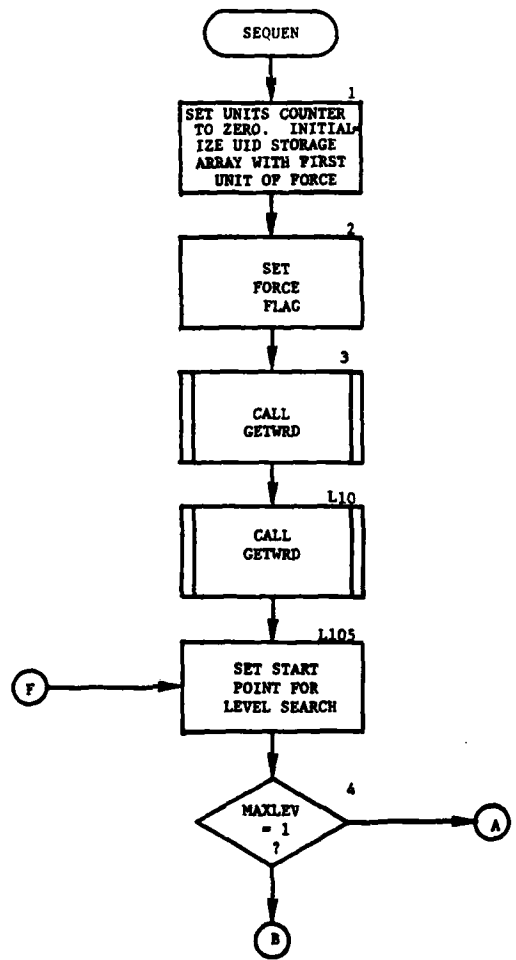 SEQUEN
1
SET UNITS COUNTER
TO ZERO. INITIAL-
IZE UID STORAGE
ARRAY WITH FIRST
UNIT OF FORCE
2
SET
FORCE
FLAG
3
CALL
GETWRD
L10
CALL
GETWRD
L105
SET START
POINT FOR
LEVEL SEARCH
F
4
MAXLEV
= 1
?
A
B